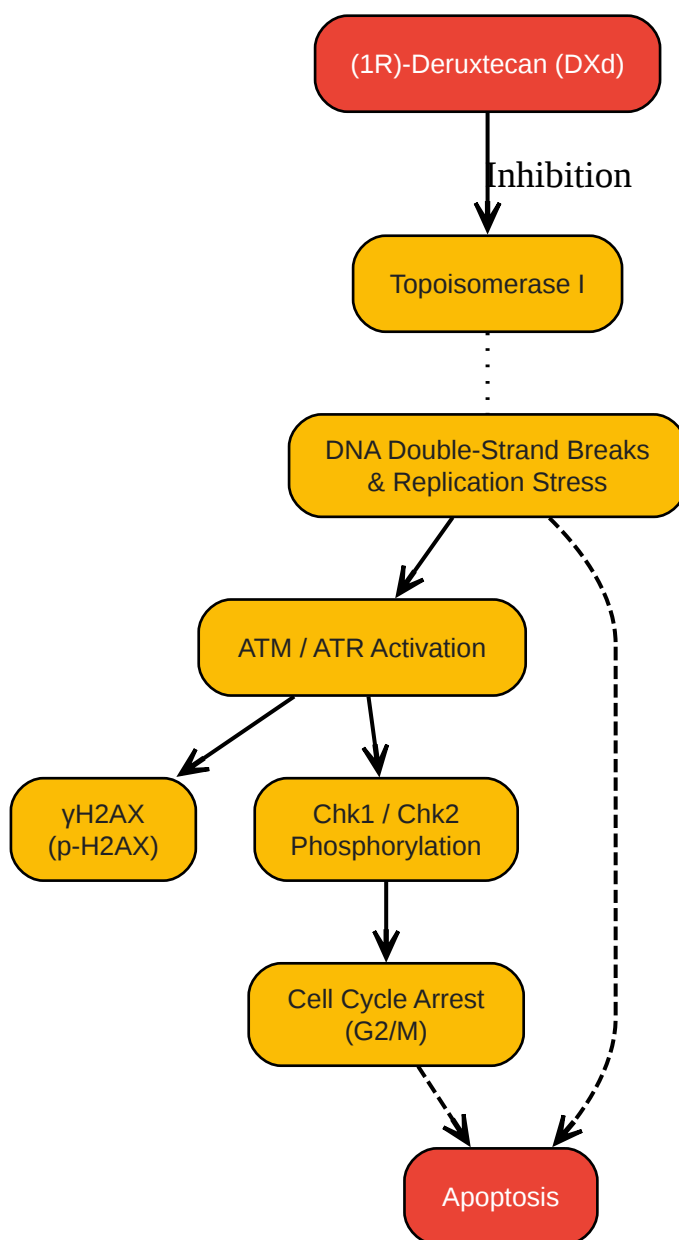 (1R)-Deruxtecan (DXd)
Inhibition
Topoisomerase I
DNA Double-Strand Breaks
& Replication Stress
ATM / ATR Activation
γH2AX
(p-H2AX)
Chk1 / Chk2
Phosphorylation
Cell Cycle Arrest
(G2/M)
Apoptosis